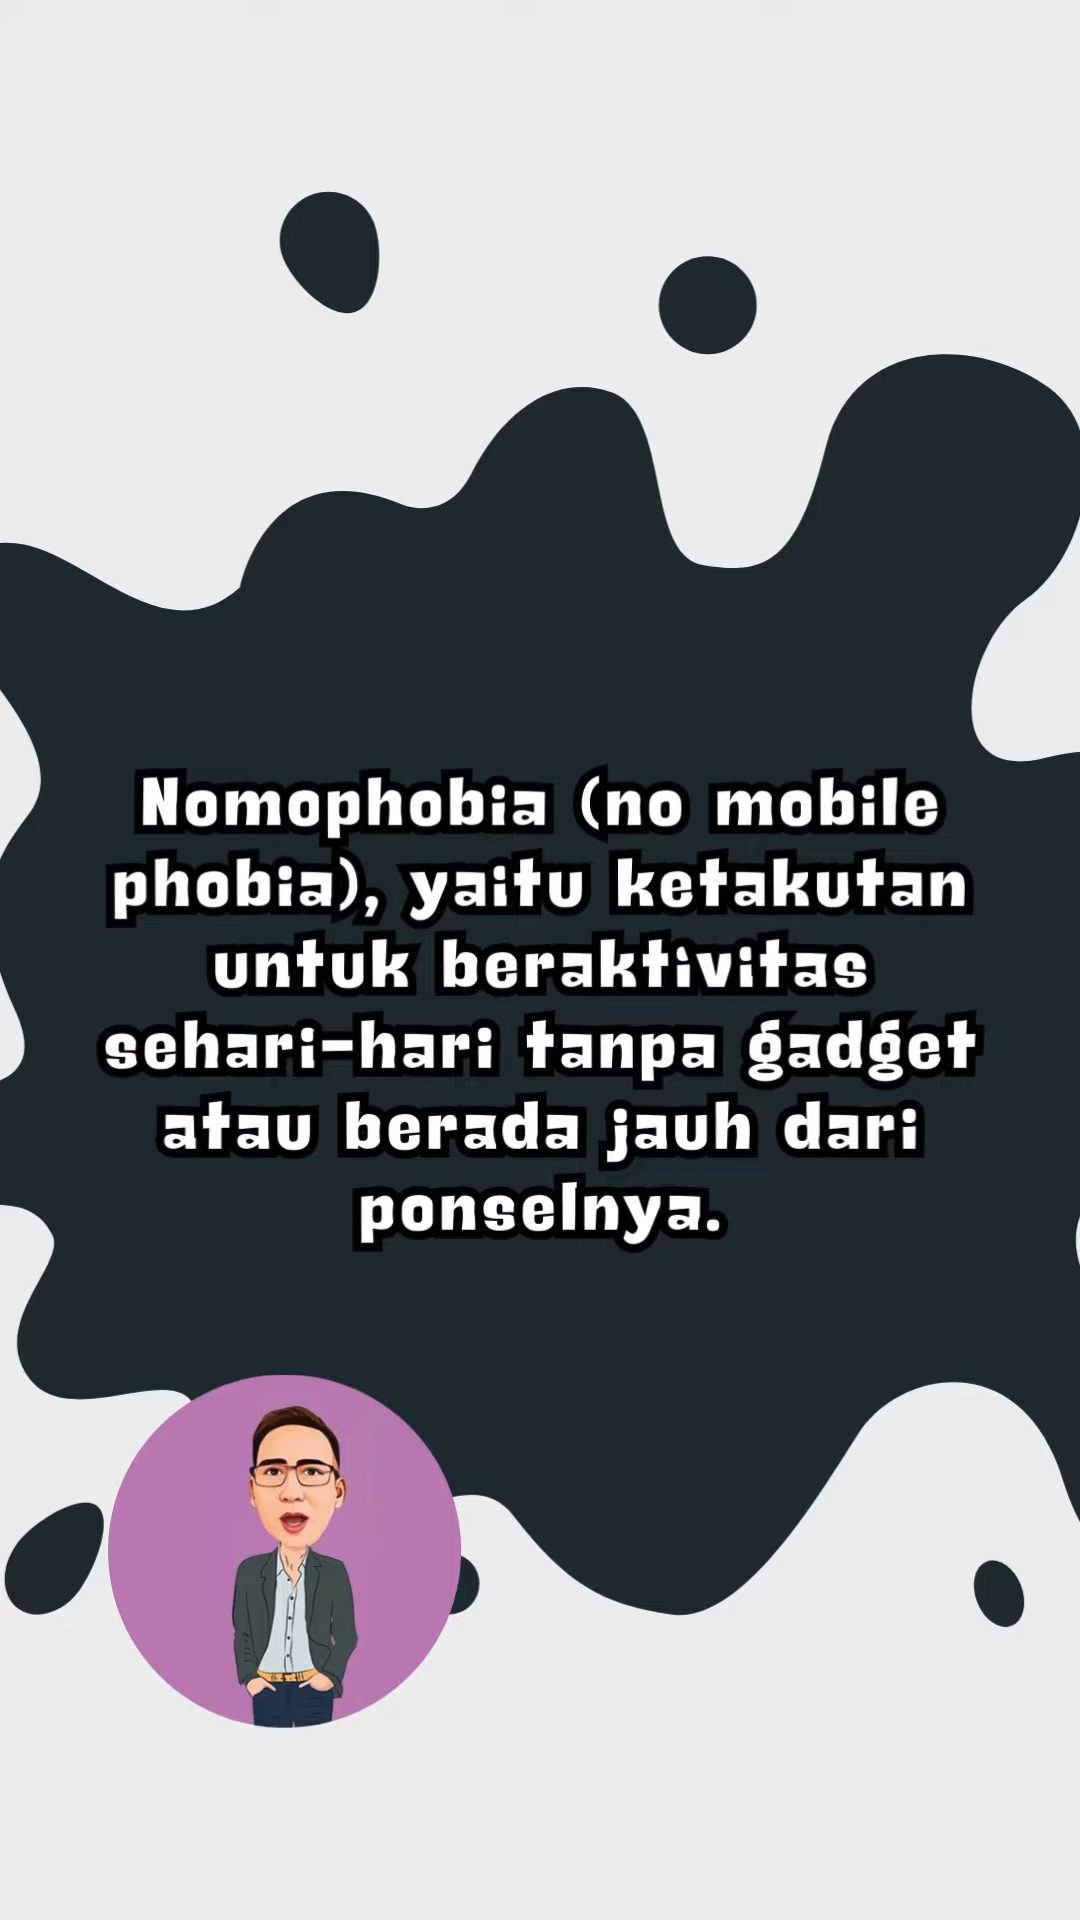 Nomophobia (no mobile
phobia), yaitu ketakutan
untuk beraktivitas
sehari-hari tanpa gadget
atau berada jauh dari
ponselnya.